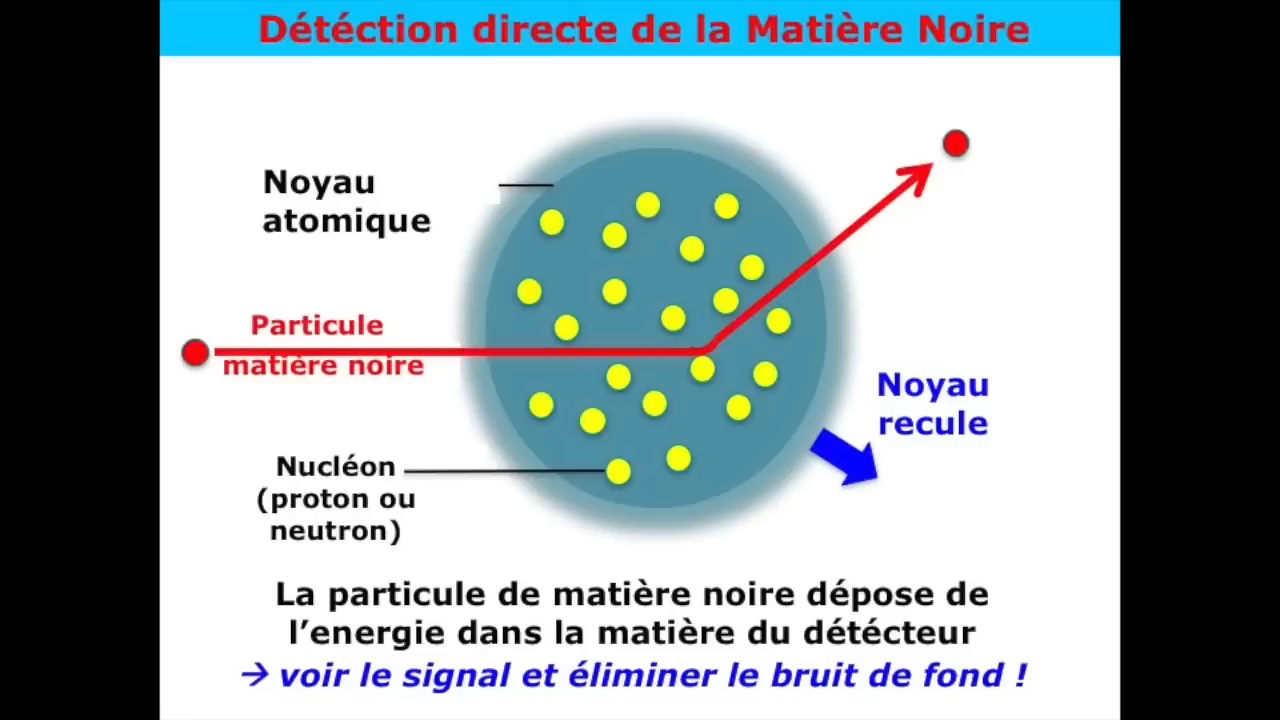 Détéction directe de la Matière Noire
Noyau
atomique
Particule
matière noire
Noyau
recule
Nucléon
(proton ou
neutron)
La particule de matière noire dépose de
l’energie dans la matière du détécteur
→ voir le signal et éliminer le bruit de fond !